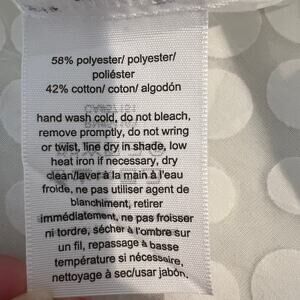 58% polyester/ polyester/
poliéster
42% cotton/ coton/ algodón
hand wash cold, do not bleach,
remove promptly, do not wring
or twist, line dry in shade, low
heat iron if necessary, dry
clean/laver à la main à l'eau
froide, ne pas utiliser agent de
blanchiment, retirer
immédiatement, ne pas froisser
ni tordre, sécher à l'ombre sur
un fil, repassage à basse
température si nécessaire,
nettoyage à sec/usar jabón,